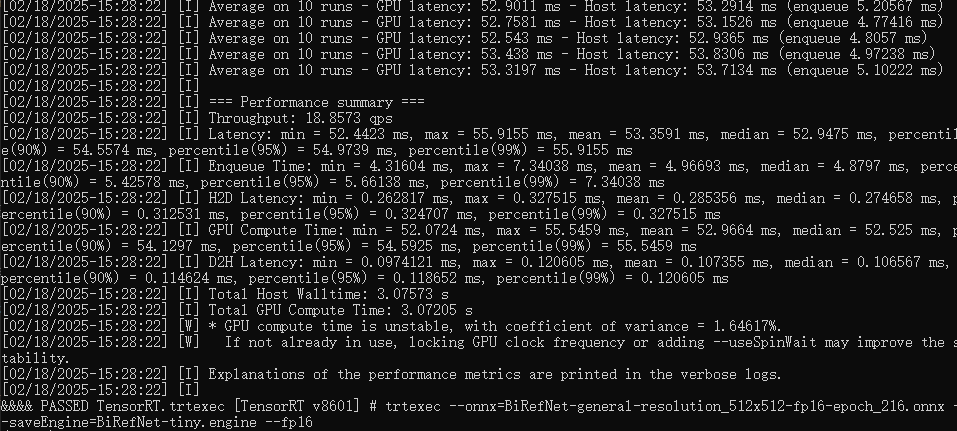 [02/18/2025-15:28:22] [I] Average on 10 runs - GPU latency: 52.9011 ms - Host latency: 53.2914 ms (enqueue 5.20567 ms)
[02/18/2025-15:28:22] [I] Average on 10 runs - GPU latency: 52.7581 ms - Host latency: 53.1526 ms (enqueue 4.77416 ms)
[02/18/2025-15:28:22] [I] Average on 10 runs - GPU latency: 52.543 ms - Host latency: 52.9365 ms (enqueue 4.8057 ms)
[02/18/2025-15:28:22] [I] Average on 10 runs - GPU latency: 53.438 ms - Host latency: 53.8306 ms (enqueue 4.97238 ms)
[02/18/2025-15:28:22] [I] Average on 10 runs - GPU latency: 53.3197 ms - Host latency: 53.7134 ms (enqueue 5.10222 ms)
[02/18/2025-15:28:22] [I]
[02/18/2025-15:28:22] [I] === Performance summary ===
[02/18/2025-15:28:22] [I] Throughput: 18.8573 qps
[02/18/2025-15:28:22] [I] Latency: min = 52.4423 ms, max = 55.9155 ms, mean = 53.3591 ms, median = 52.9475 ms, percentil
e(90%) = 54.5574 ms, percentile(95%) = 54.9739 ms, percentile(99%) = 55.9155 ms
[02/18/2025-15:28:22] [I] Enqueue Time: min = 4.31604 ms, max = 7.34038 ms, mean = 4.96693 ms, median = 4.8797 ms, perce
ntile(90%) = 5.42578 ms, percentile(95%) = 5.66138 ms, percentile(99%) = 7.34038 ms
[02/18/2025-15:28:22] [I] H2D Latency: min = 0.262817 ms, max = 0.327515 ms, mean = 0.285356 ms, median = 0.274658 ms, p
ercentile(90%) = 0.312531 ms, percentile(95%) = 0.324707 ms, percentile(99%) = 0.327515 ms
[02/18/2025-15:28:22] [I] GPU Compute Time: min = 52.0724 ms, max = 55.5459 ms, mean = 52.9664 ms, median = 52.525 ms, p
ercentile(90%) = 54.1297 ms, percentile(95%) = 54.5925 ms, percentile(99%) = 55.5459 ms
[02/18/2025-15:28:22] [I] D2H Latency: min = 0.0974121 ms, max = 0.120605 ms, mean = 0.107355 ms, median = 0.106567 ms,
percentile(90%) = 0.114624 ms, percentile(95%) = 0.118652 ms, percentile(99%) = 0.120605 ms
[02/18/2025-15:28:22] [I] Total Host Walltime: 3.07573 s
[02/18/2025-15:28:22] [I] Total GPU Compute Time: 3.07205 s
[02/18/2025-15:28:22] [W] * GPU compute time is unstable, with coefficient of variance = 1.64617%.
[02/18/2025-15:28:22] [W]   If not already in use, locking GPU clock frequency or adding --useSpinWait may improve the s
tability.
[02/18/2025-15:28:22] [I] Explanations of the performance metrics are printed in the verbose logs.
[02/18/2025-15:28:22] [I]
&&&& PASSED TensorRT.trtexec [TensorRT v8601] # trtexec --onnx=BiRefNet-general-resolution_512x512-fp16-epoch_216.onnx -
-saveEngine=BiRefNet-tiny.engine --fp16